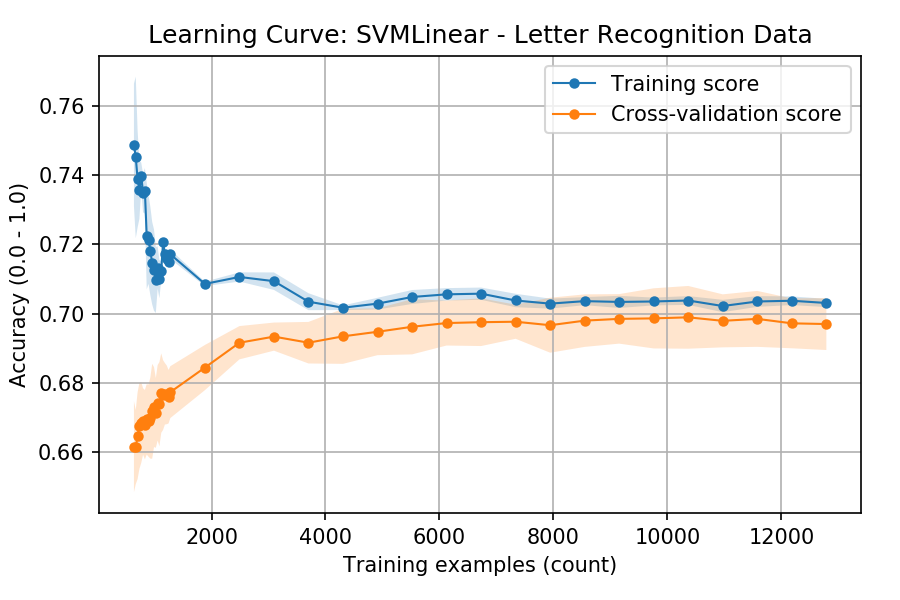 Learning Curve: SVMLinear - Letter Recognition Data
Training score
Cross-validation score
0.76
0.74
0.72
0.70
0.68
0.66
Accuracy (0.0 - 1.0)
2000 4000 6000 8000 10000 12000
Training examples (count)